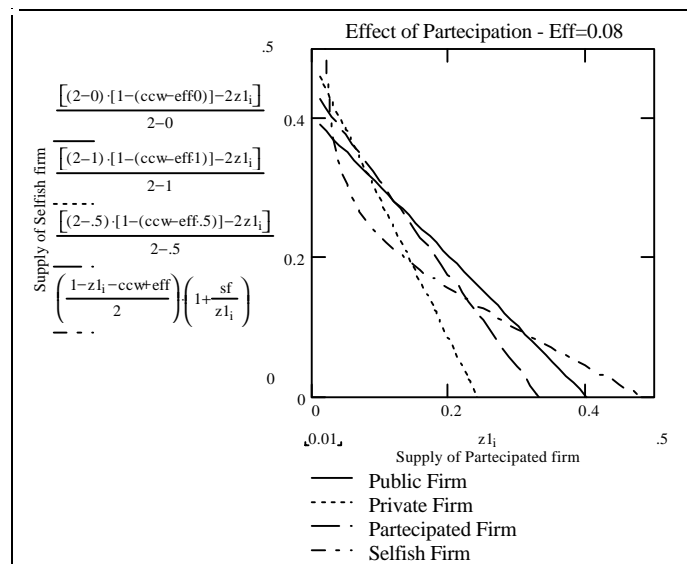 Effect of Partecipation - Eff=0.08
.5
[(2−0)·[1−(ccw−eff·0)]−2z1i]
2−0
[(2−1)·[1−(ccw−eff·1)]−2z1i]
2−1
[(2−.5)·[1−(ccw−eff·.5)]−2z1i]
2−.5
(1−z1i−ccw+eff
2)·(1+sf
z1i)
Supply of Selfish firm
0
0.4
0.2
0
0 0.2 0.4
0.01 z1i .5
Supply of Partecipated firm
Public Firm
Private Firm
Partecipated Firm
Selfish Firm